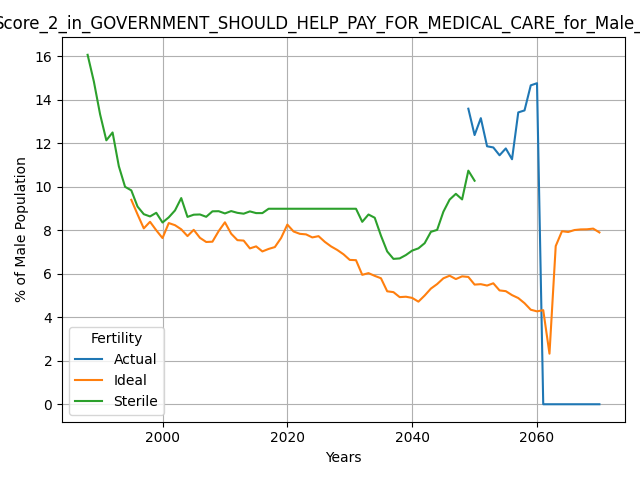 Score_2_in_GOVERNMENT_SHOULD_HELP_PAY_FOR_MEDICAL_CARE_for_Male_
% of Male Population
16
14
12
10
8
6
4
2
0
Fertility
Actual
Ideal
Sterile
2000 2020 2040 2060
Years